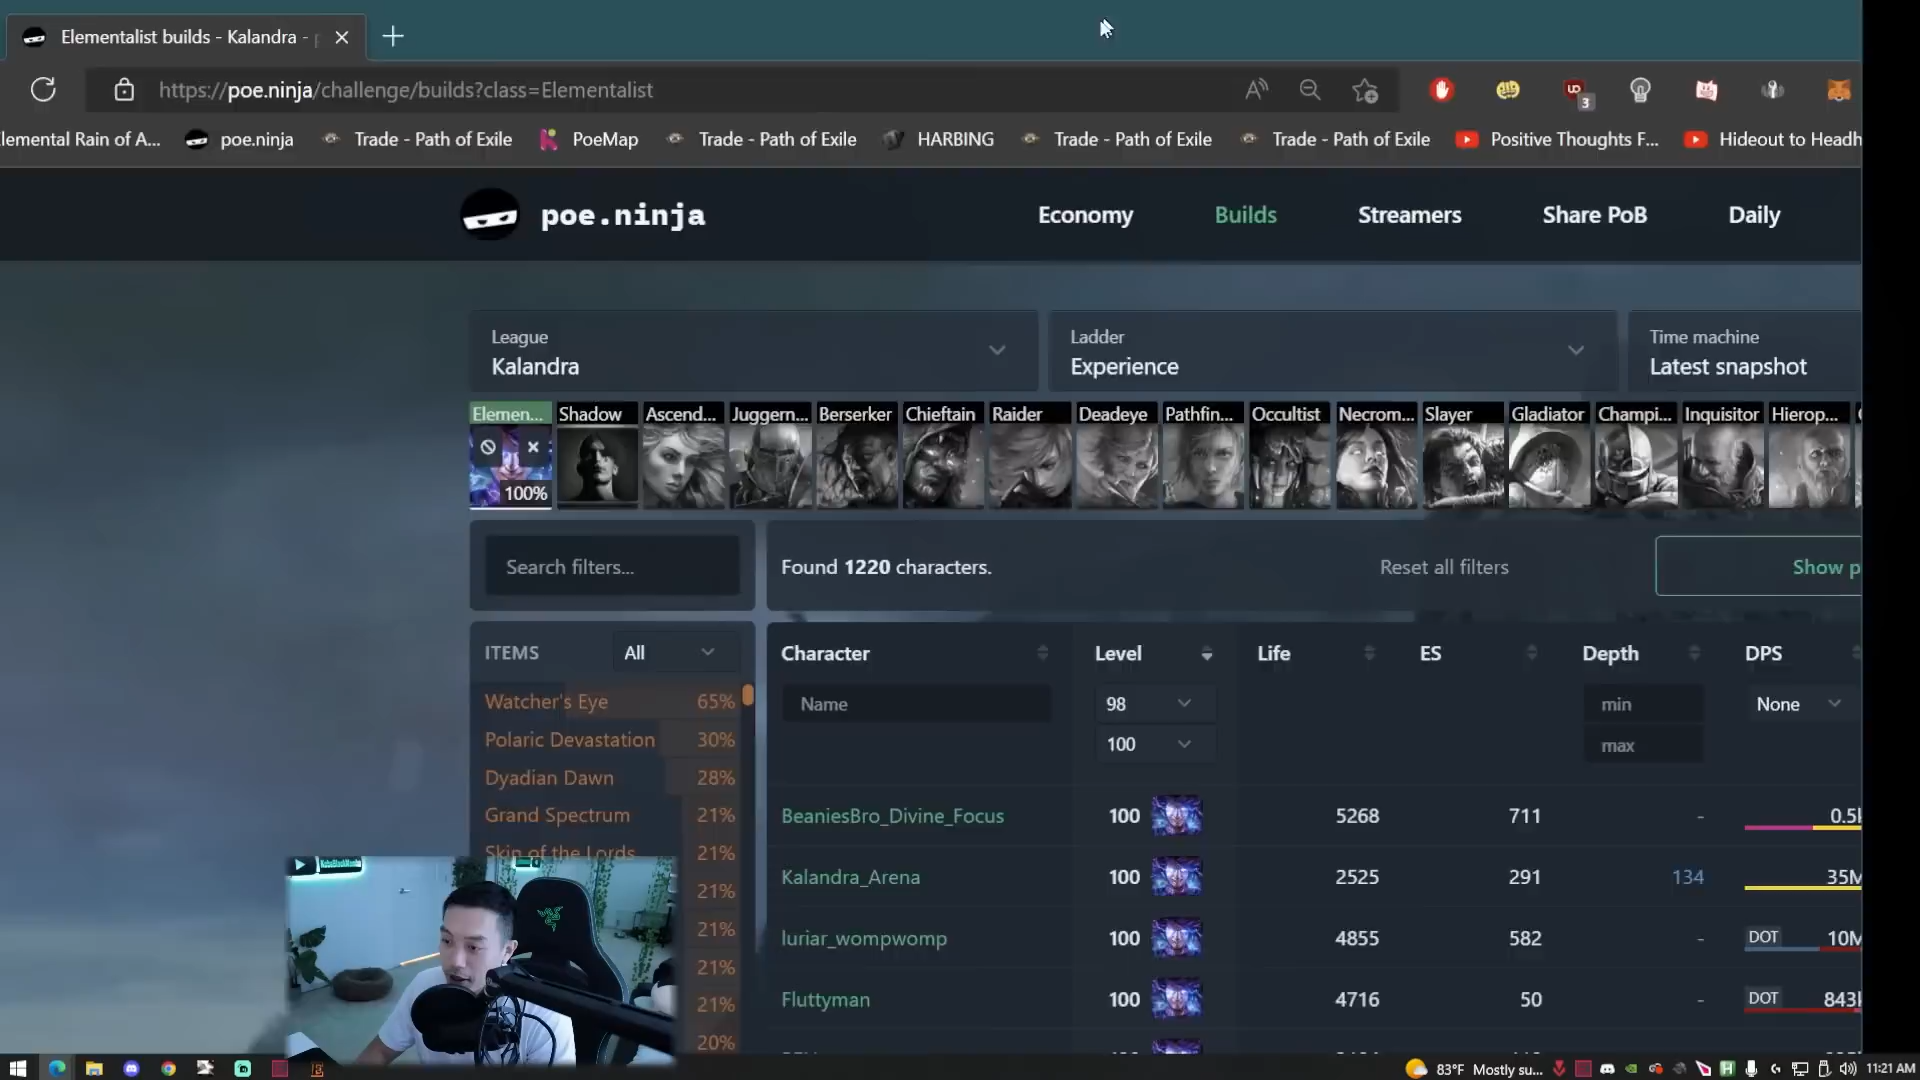 Elementalist builds - Kalandra -
https://poe.ninja/challenge/builds?class=Elementalist
UD
3
lemental Rain of A...
poe.ninja
Trade - Path of Exile
PoeMap
Trade - Path of Exile
HARBING
Trade - Path of Exile
Trade - Path of Exile
Positive Thoughts F...
Hideout to Headh
poe.ninja
Economy
Builds
Streamers
Share PoB
Daily
League
Kalandra
Ladder
Experience
Time machine
Latest snapshot
Elemen...
Shadow
Ascend...
Juggern...
Berserker
Chieftain
Raider
Deadeye
Pathfin...
Occultist
Necrom...
Slayer
Gladiator
Champi...
Inquisitor
Hierop...
100%
Search filters...
Found 1220 characters.
Reset all filters
Show p
ITEMS
All
Character
Level
Life
ES
Depth
DPS
Name
98
100
min
max
None
Watcher's Eye 65%
Polaric Devastation 30%
Dyadian Dawn 28%
Grand Spectrum 21%
Skin of the Lords 21%
21%
21%
21%
21%
20%
BeaniesBro_Divine_Focus 100 5268 711 -
Kalandra_Arena 100 2525 291 134 35M
luriar_wompwomp 100 4855 582 - DOT 10M
Fluttyman 100 4716 50 - DOT
83°F Mostly su...
11:21 AM